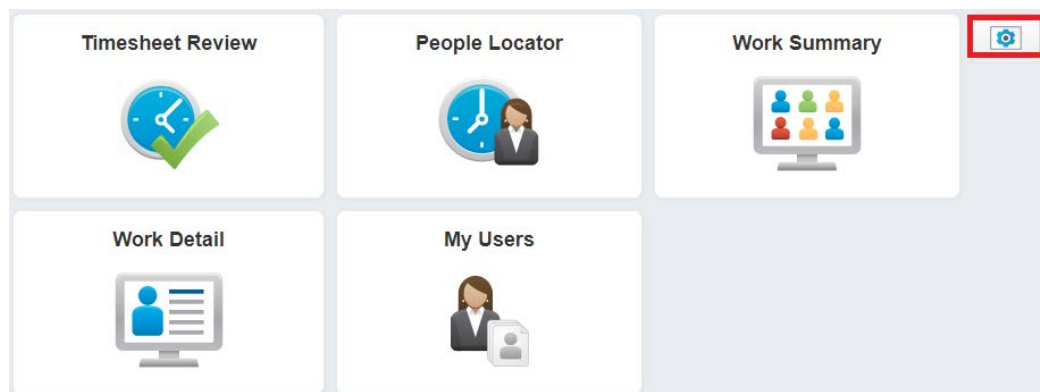 Timesheet Review
People Locator
Work Summary
Work Detail
My Users